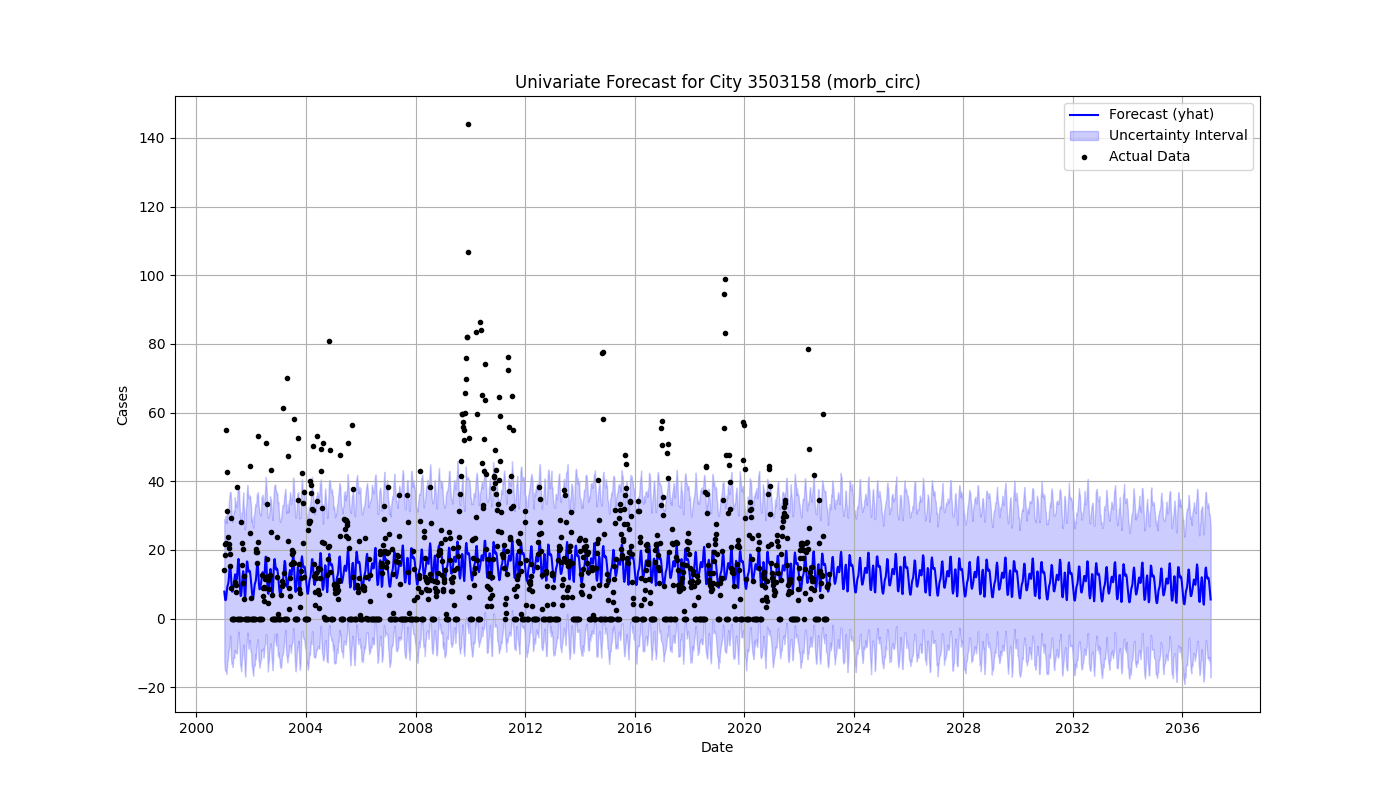 Univariate Forecast for City 3503158 (morb_circ)
Forecast (yhat)
Uncertainty Interval
Actual Data
Cases
140
120
100
80
60
40
20
0
−20
2000 2004 2008 2012 2016 2020 2024 2028 2032 2036
Date